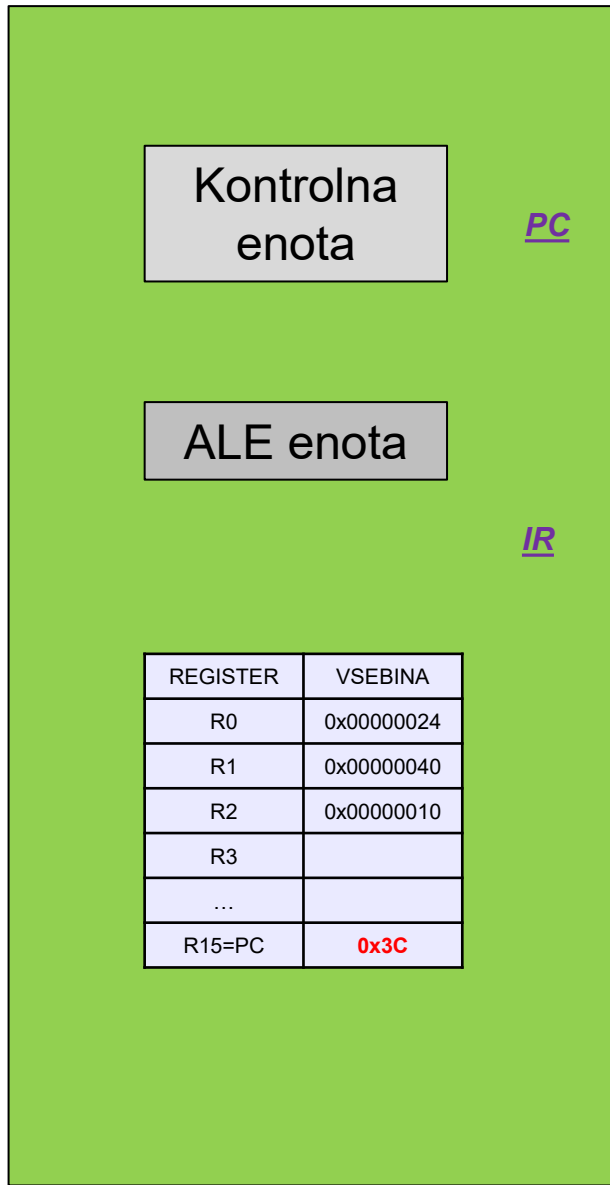 Kontrolna
enota
PC
ALE enota
IR
REGISTER VSEBINA
R0 0x00000024
R1 0x00000040
R2 0x00000010
R3
...
R15=PC 0x3C